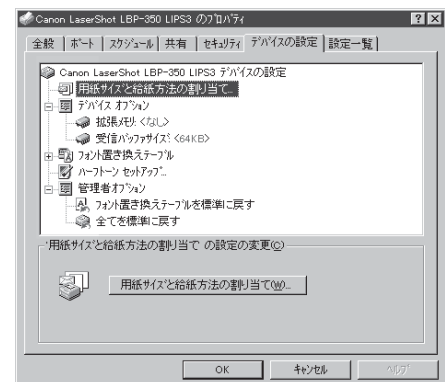 Canon LaserShot LBP-350 LIPS3 のプロパティ
全般 ポート スケジュール 共有 セキュリティ デバイスの設定 設定一覧
Canon LaserShot LBP-350 LIPS3 デバイスの設定
用紙サイズと給紙方法の割り当て...
デバイス オプション
拡張メモリ: <なし>
受信バッファサイズ: <64KB>
フォント置き換えテーブル
ハーフトーン セットアップ...
管理者オプション
フォント置き換えテーブルを標準に戻す
全てを標準に戻す
'用紙サイズと給紙方法の割り当て' の設定の変更(C)
用紙サイズと給紙方法の割り当て(W)...
OK キャンセル ヘルプ